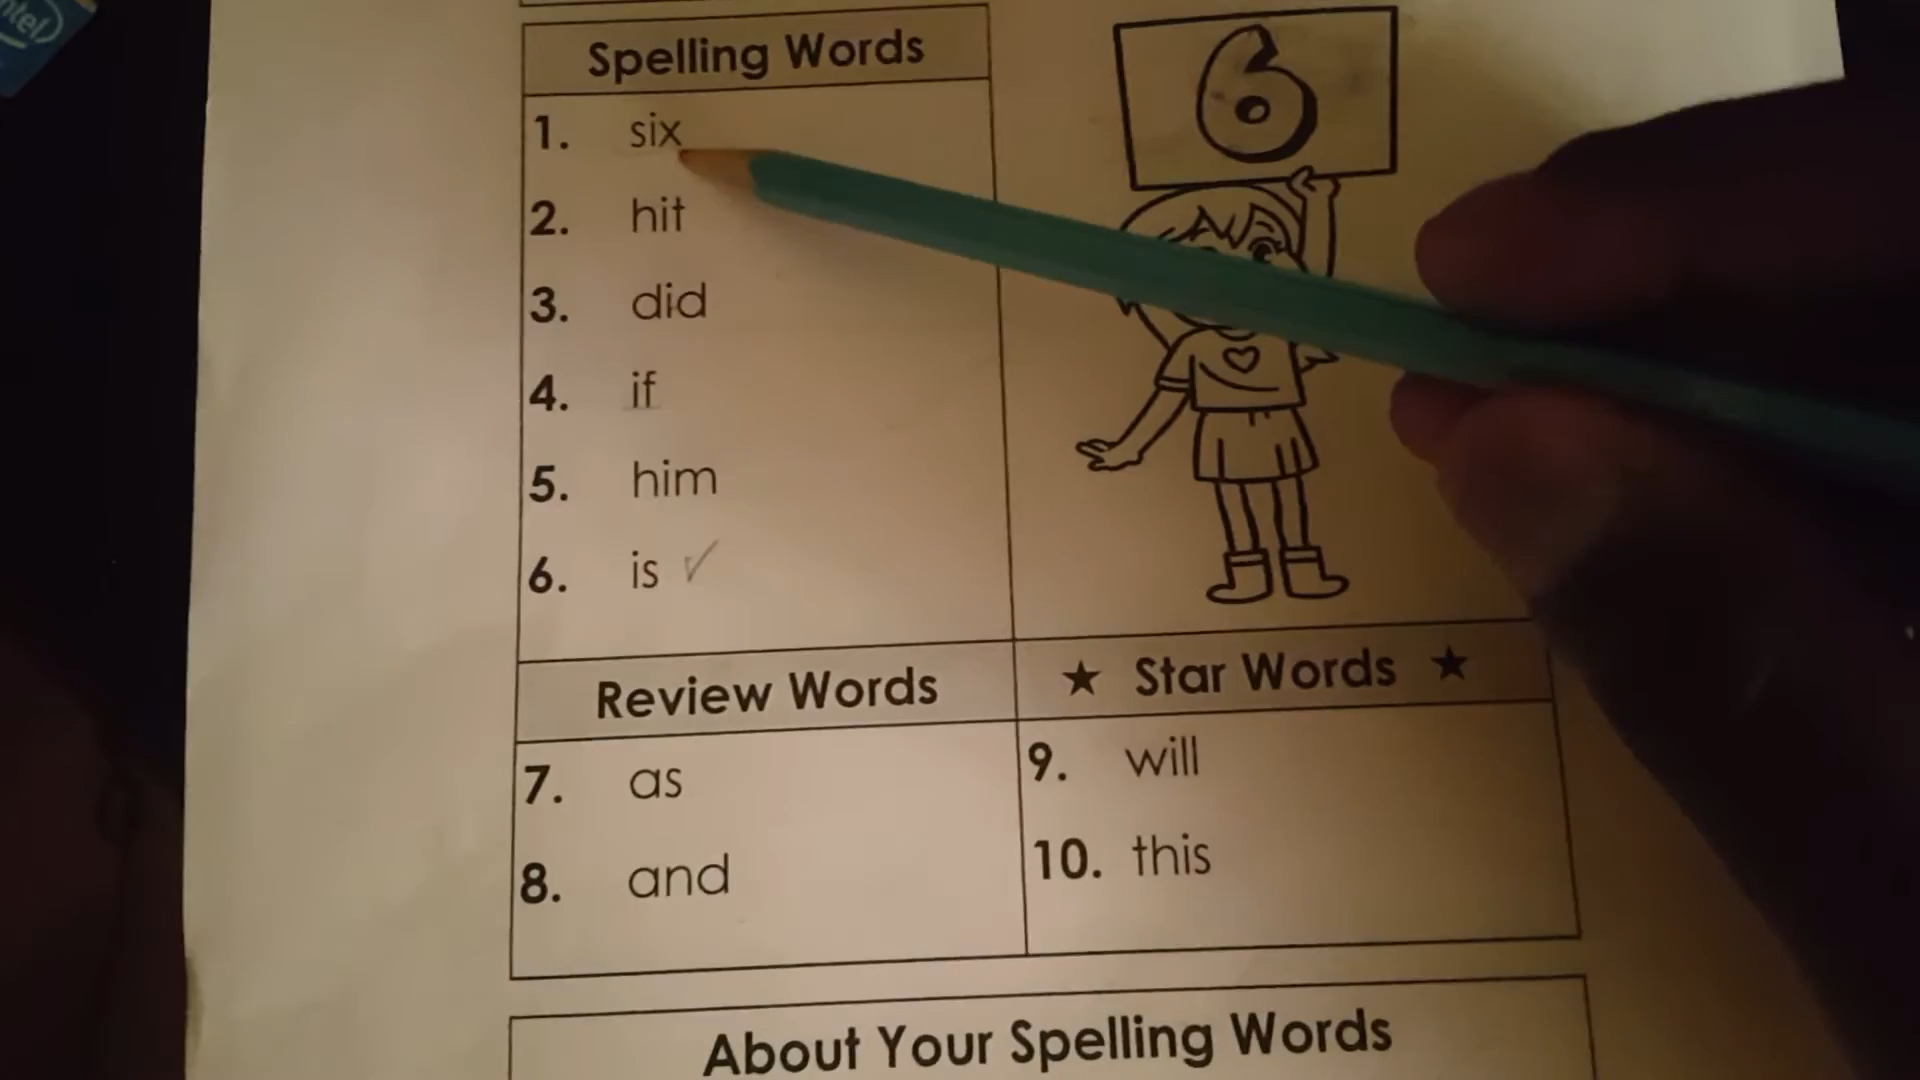 intel
Spelling Words
6
1. six
2. hit
3. did
4. if
5. him
6. is ✓
Review Words
★ Star Words ★
7. as
8. and
9. will
10. this
About Your Spelling Words